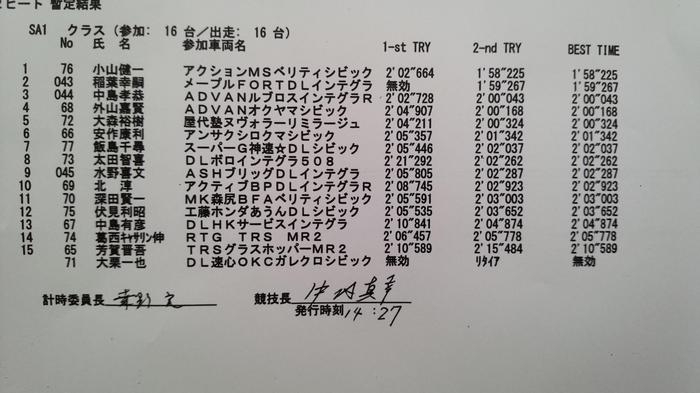 ヒート 暫定結果
SA1 クラス (参加: 16 台/出走: 16 台)
No 氏 名 参加車両名 1-st TRY 2-nd TRY BEST TIME
1 76 小山健一 アクションMSベリティシビック 2'02"664 1'58"225 1'58"225
2 043 稲葉幸嗣 メープルFORTDLインテグラ 無効 1'59"267 1'59"267
3 044 中島孝恭 ADVANルブロスインテグラR 2'02"728 2'00"043 2'00"043
4 68 外山嘉賢 ADVANオクヤマシビック 2'04"907 2'00"168 2'00"168
5 72 大森裕樹 屋代塾ヌヴォラーリミラージュ 2'04"211 2'00"324 2'00"324
6 66 安作康利 アンサクシロクマシビック 2'05"357 2'01"342 2'01"342
7 77 飯島千尋 スーパーG神速☆DLシビック 2'05"446 2'02"037 2'02"037
8 73 太田智喜 DLボロインテグラ508 2'21"292 2'02"262 2'02"262
9 045 水野喜文 ASHブリッグDLインテグラ 2'05"805 2'02"287 2'02"287
10 69 北 淳 アクティブBPDLインテグラR 2'08"745 2'02"923 2'02"923
11 70 深田賢一 MK森尻BFAベリティシビック 2'05"591 2'03"003 2'03"003
12 75 伏見利昭 工藤ホンダあうんDLシビック 2'05"535 2'03"652 2'03"652
13 67 中島有彦 DLHKサービスインテグラ 2'10"841 2'04"874 2'04"874
14 74 葛西ｷｬｻﾘﾝ伸 RTG TRS MR2 2'06"457 2'05"778 2'05"778
15 65 芳賀晋吾 TRSグラスホッパーMR2 2'10"589 2'15"484 2'10"589
71 大栗一也 DL速心OKCガレクロシビック 無効 ﾘﾀｲｱ 無効
計時委員長 競技長
発行時刻 14:27